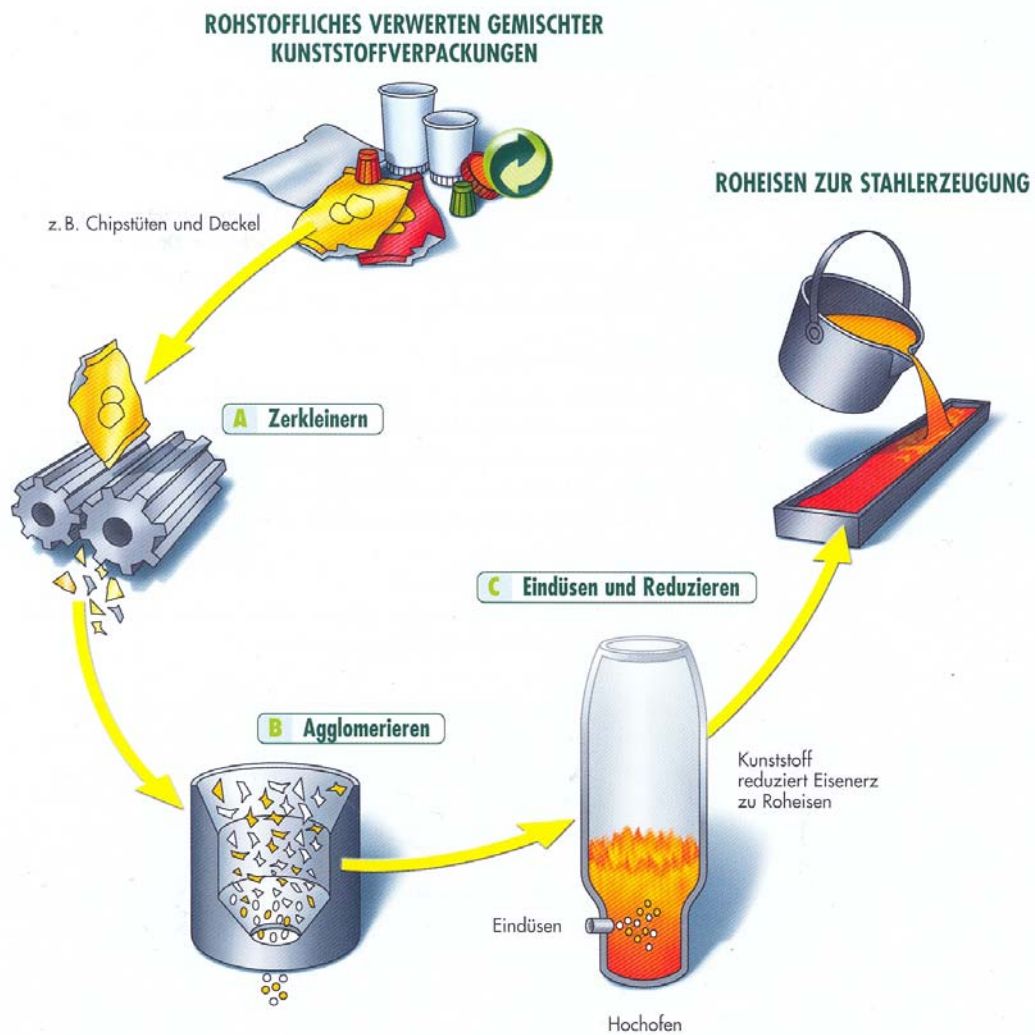 ROHSTOFFLICHES VERWERTEN GEMISCHTER
KUNSTSTOFFVERPACKUNGEN
z. B. Chipstüten und Deckel
ROHEISEN ZUR STAHLERZEUGUNG
A Zerkleinern
C Eindüsen und Reduzieren
B Agglomerieren
Kunststoff
reduziert Eisenerz
zu Roheisen
Eindüsen
Hochofen